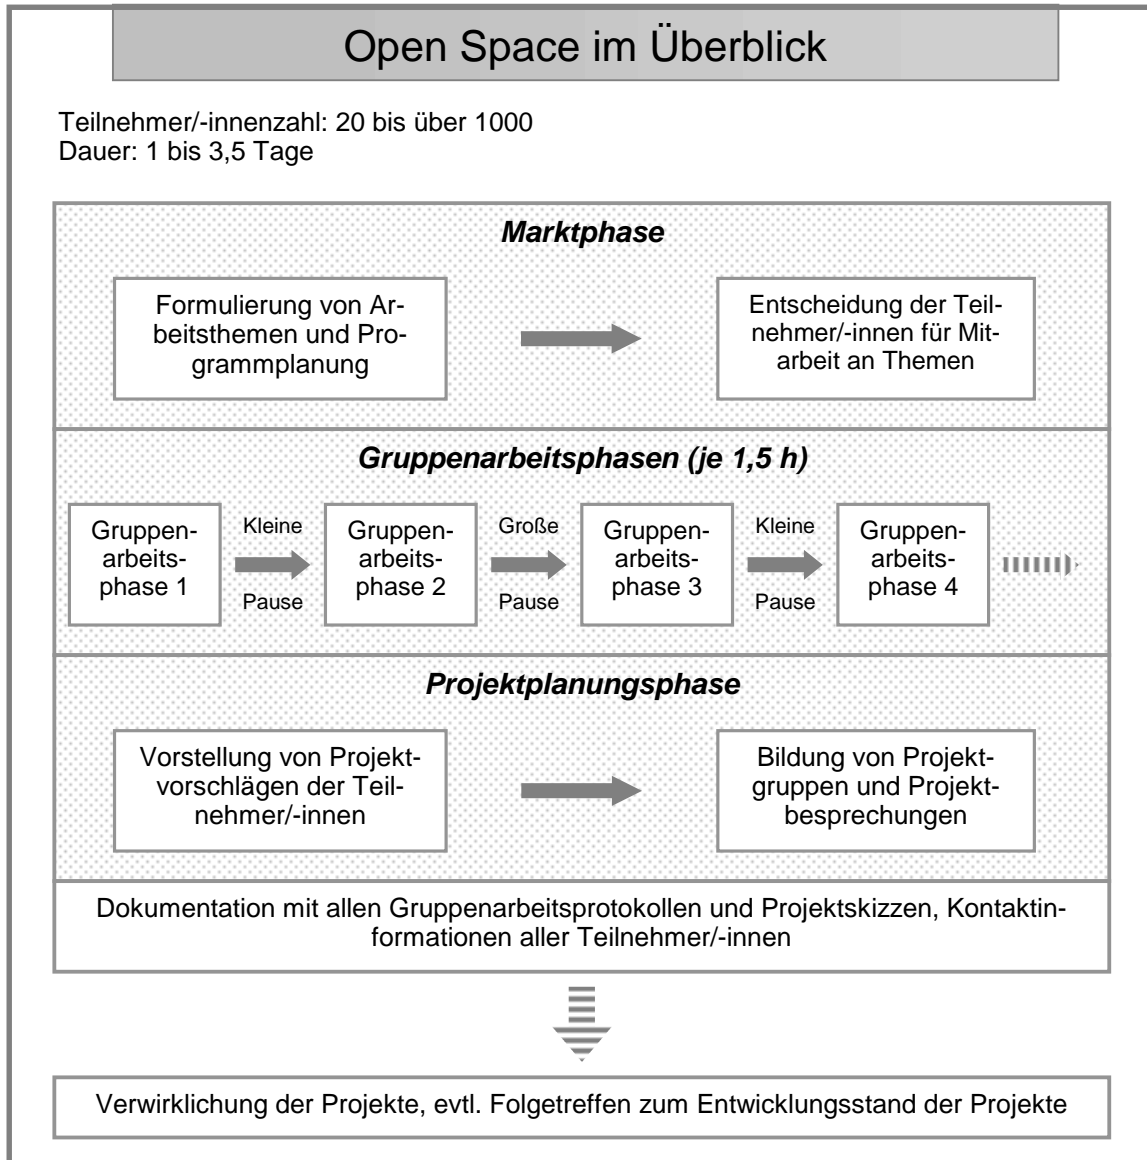 Open Space im Überblick
Teilnehmer/-innenzahl: 20 bis über 1000
Dauer: 1 bis 3,5 Tage
Marktphase
Formulierung von Ar-
beitsthemen und Pro-
grammplanung
Entscheidung der Teil-
nehmer/-innen für Mit-
arbeit an Themen
Gruppenarbeitsphasen (je 1,5 h)
Gruppen-
arbeits-
phase 1
Kleine
Pause
Gruppen-
arbeits-
phase 2
Große
Pause
Gruppen-
arbeits-
phase 3
Kleine
Pause
Gruppen-
arbeits-
phase 4
Projektplanungsphase
Vorstellung von Projekt-
vorschlägen der Teil-
nehmer/-innen
Bildung von Projekt-
gruppen und Projekt-
besprechungen
Dokumentation mit allen Gruppenarbeitsprotokollen und Projektskizzen, Kontaktin-
formationen aller Teilnehmer/-innen
Verwirklichung der Projekte, evtl. Folgetreffen zum Entwicklungsstand der Projekte